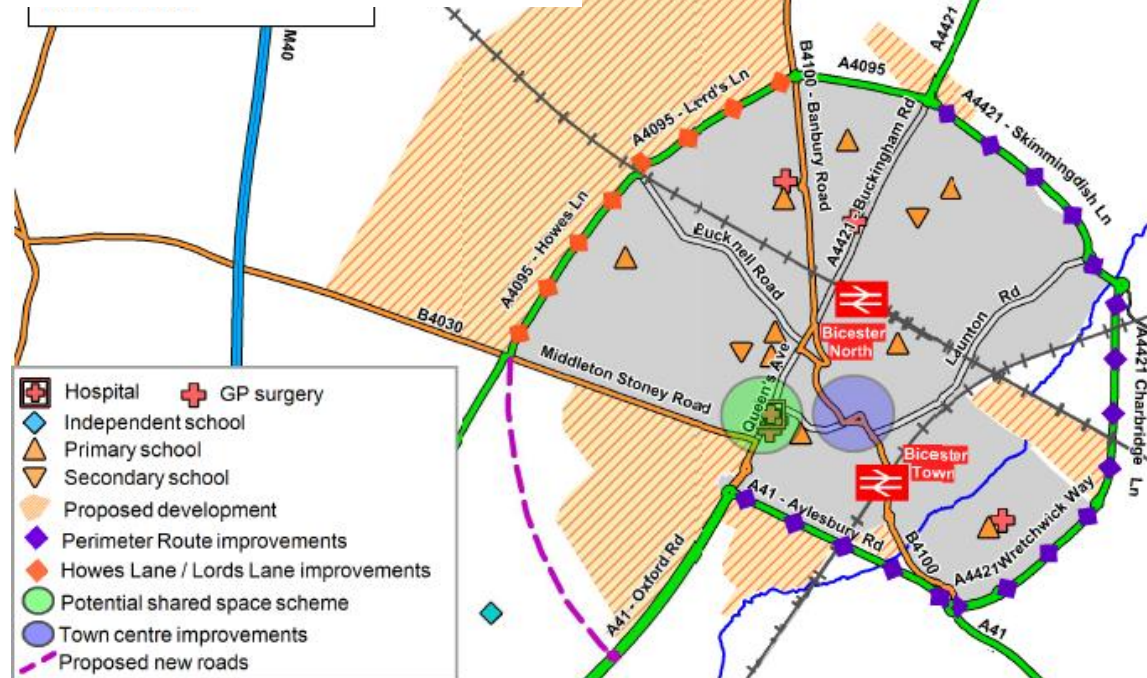 M40
A4421
B4100 - Banbury Road
A4095
A4095 - Lord's Ln
A4421 - Skimmingdish Ln
A4421 - Buckingham Rd
A4095 - Howes Ln
Bucknell Road
B4030
Bicester
North
Launton Rd
A4421 Charbridge Ln
Middleton Stoney Road
Queen's Ave
Bicester
Town
A41 - Aylesbury Rd
B4100
A4421 Wretchwick Way
A41 - Oxford Rd
A41
Hospital
GP surgery
Independent school
Primary school
Secondary school
Proposed development
Perimeter Route improvements
Howes Lane / Lords Lane improvements
Potential shared space scheme
Town centre improvements
Proposed new roads